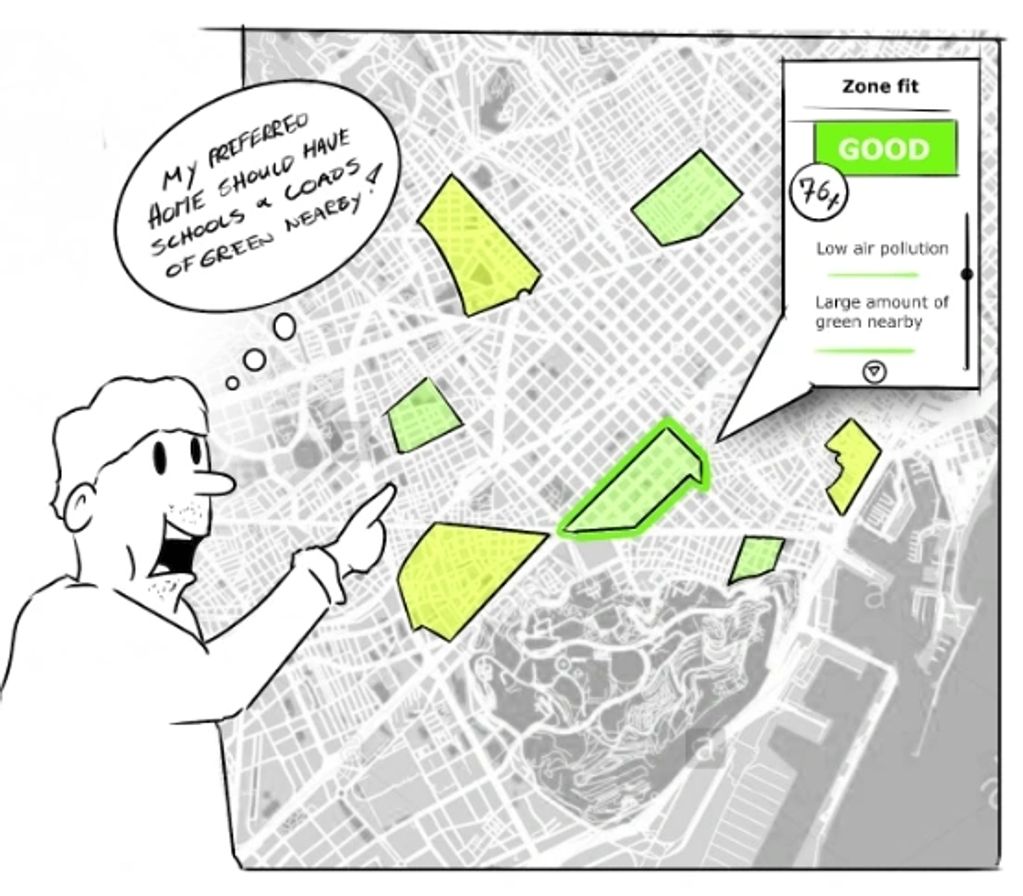 MY PREFERRED
HOME SHOULD HAVE
SCHOOLS & LOADS
OF GREEN NEARBY!
Zone fit
GOOD
76%
Low air pollution
Large amount of
green nearby
a
a
a
a